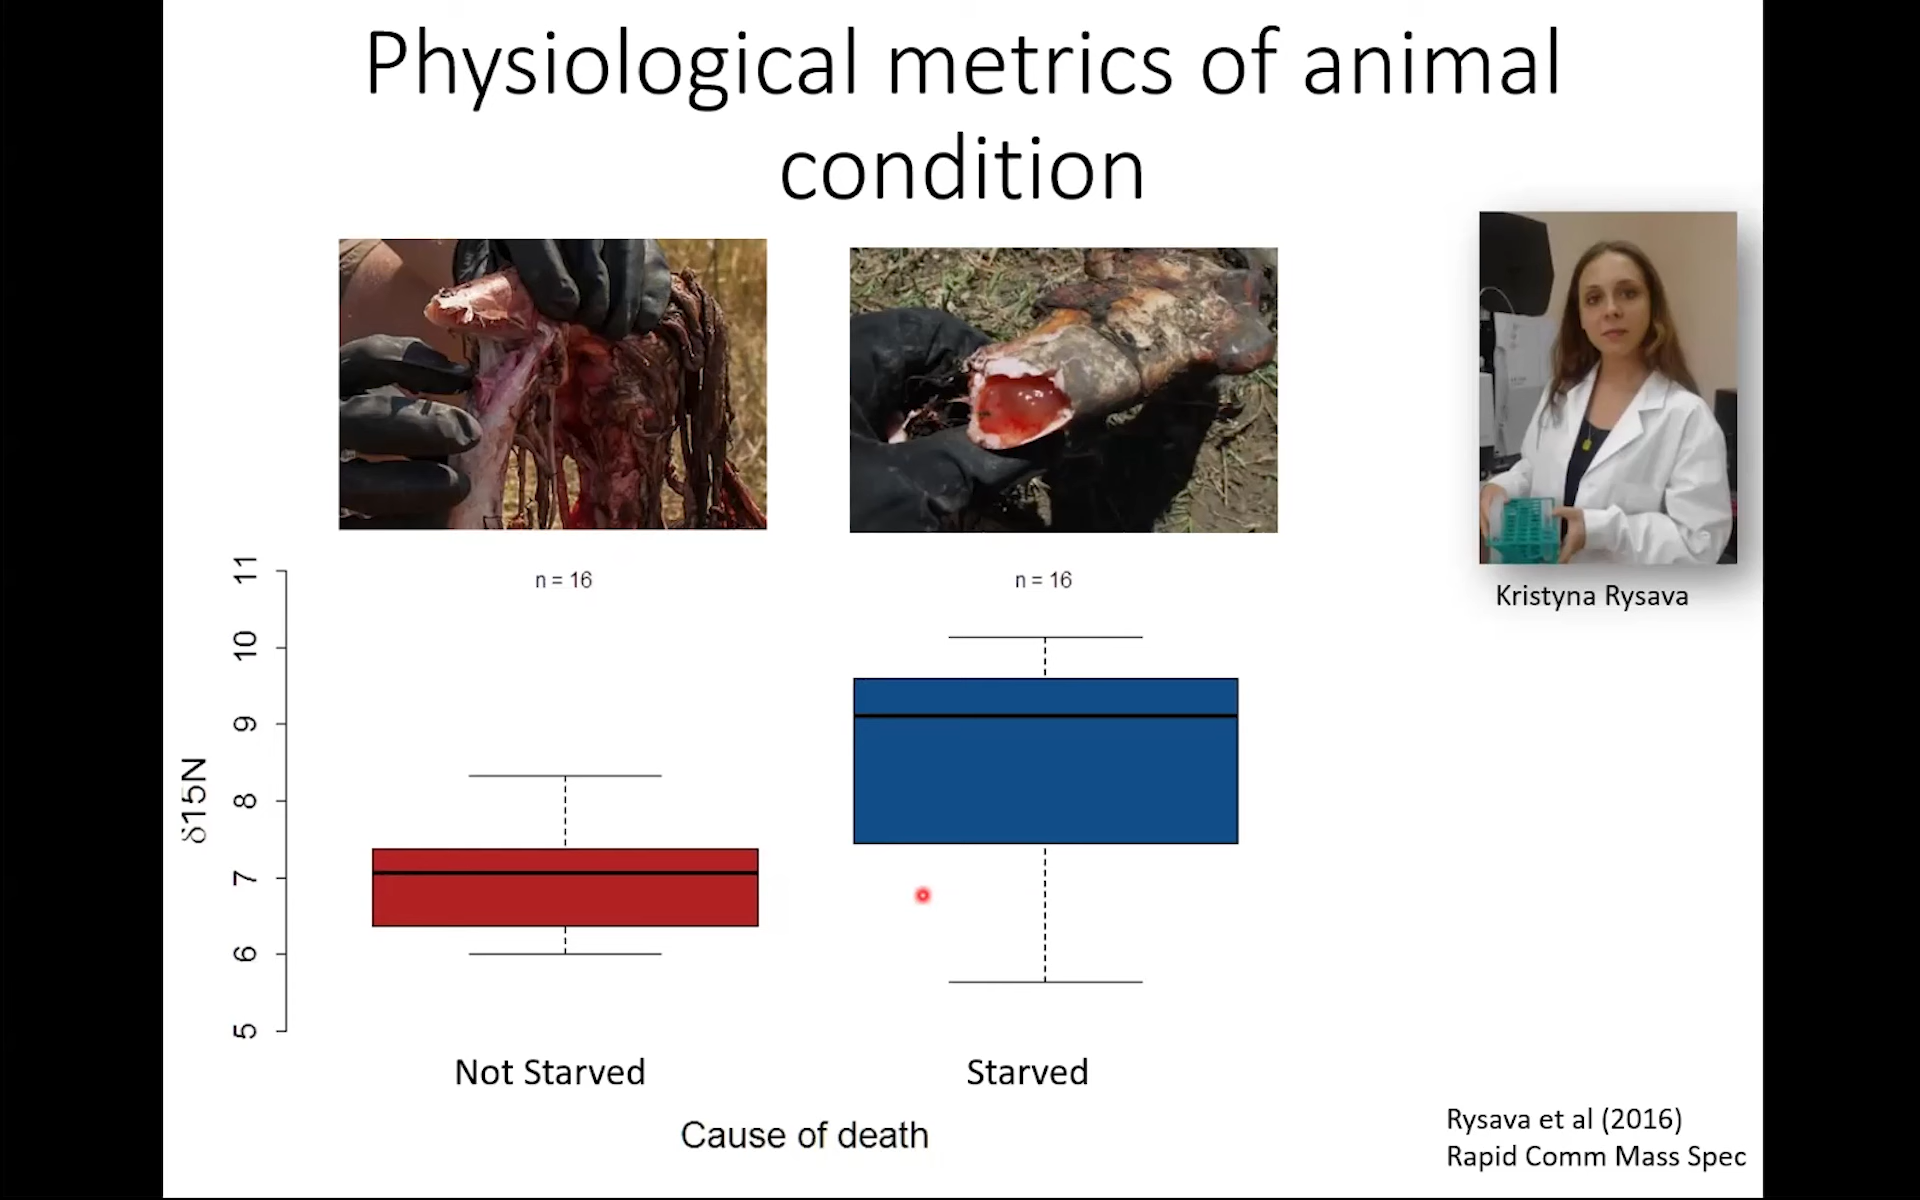 Physiological metrics of animal
condition
Kristyna Rysava
n = 16
n = 16
11
10
9
8
7
6
5
δ15N
Not Starved
Starved
Cause of death
Rysava et al (2016)
Rapid Comm Mass Spec